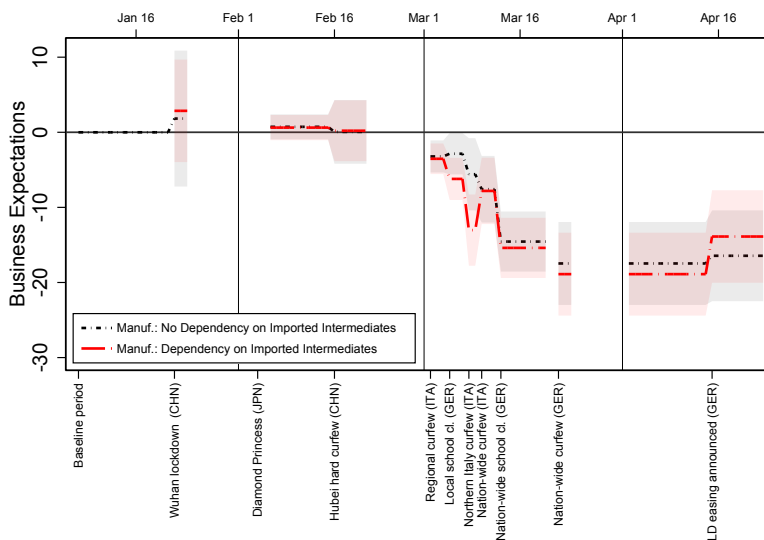 Jan 16
Feb 1
Feb 16
Mar 1
Mar 16
Apr 1
Apr 16
Business Expectations
10
0
-10
-20
-30
Manuf.: No Dependency on Imported Intermediates
Manuf.: Dependency on Imported Intermediates
Baseline period
Wuhan lockdown (CHN)
Diamond Princess (JPN)
Hubei hard curfew (CHN)
Regional curfew (ITA)
Local school cl. (GER)
Northern Italy curfew (ITA)
Nation-wide curfew (ITA)
Nation-wide school cl. (GER)
Nation-wide curfew (GER)
LD easing announced (GER)